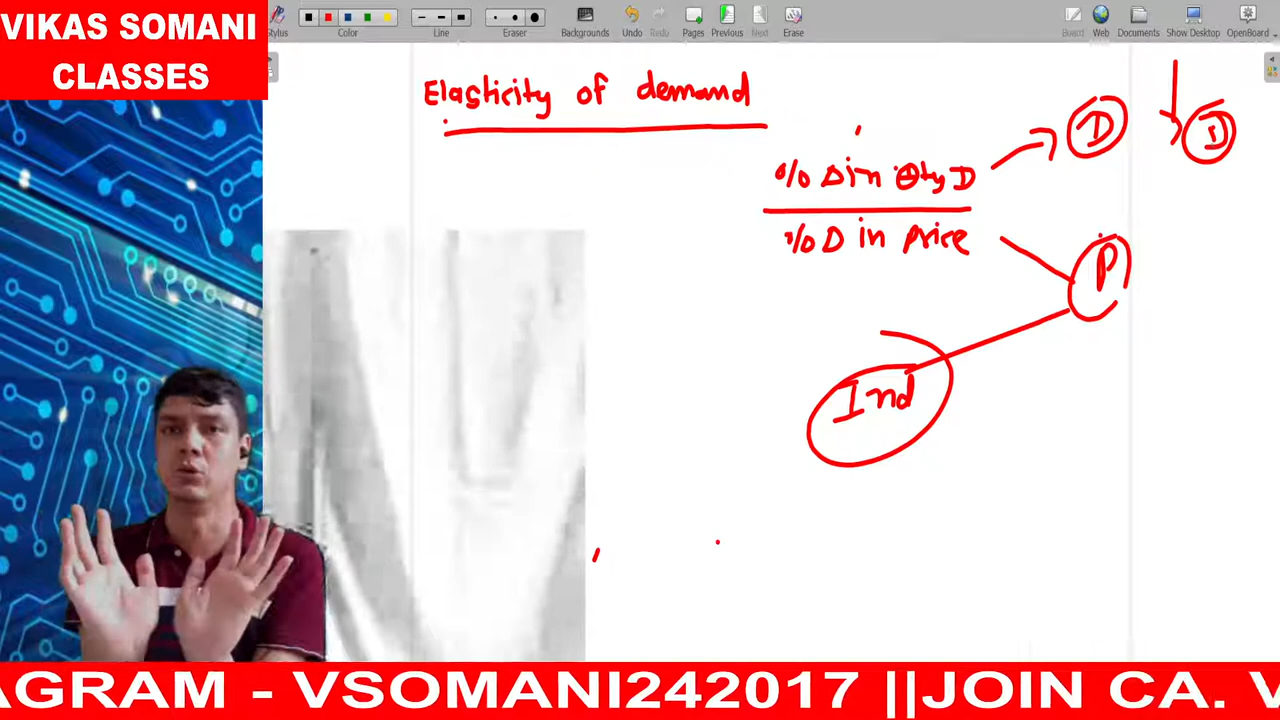 VIKAS SOMANI
CLASSES
Stylus
Color
Line
Eraser
Backgrounds
Undo
Redo
Pages
Previous
Next
Erase
Board
Web
Documents
Show Desktop
OpenBoard
Elasticity of demand
% Δ in Qty D
% D in price
D
D
P
Ind
AGRAM - VSOMANI242017 ||JOIN CA. V